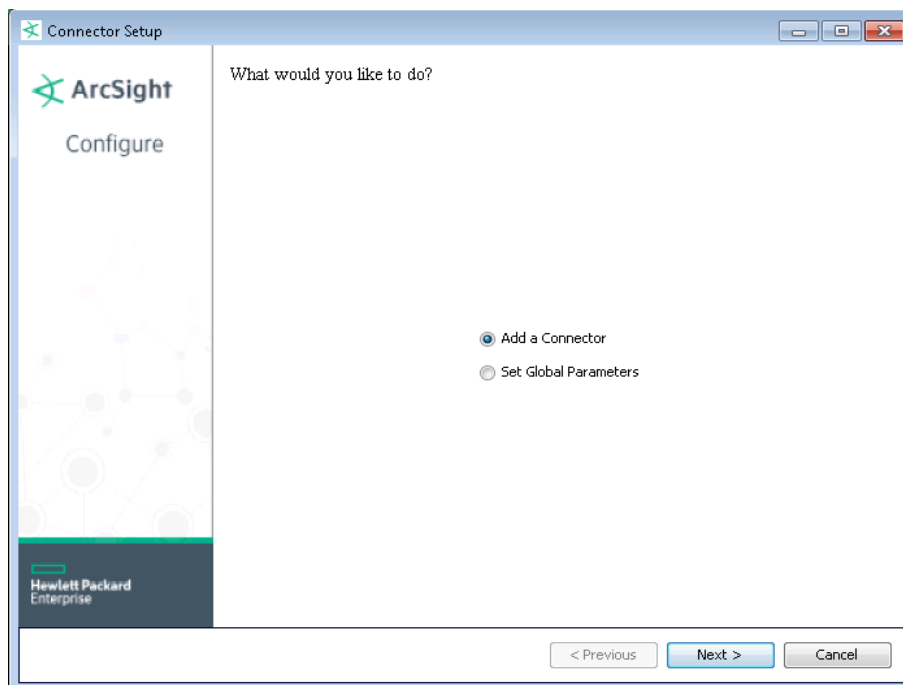 Connector Setup
ArcSight
Configure
What would you like to do?
Add a Connector
Set Global Parameters
Hewlett Packard
Enterprise
< Previous
Next >
Cancel